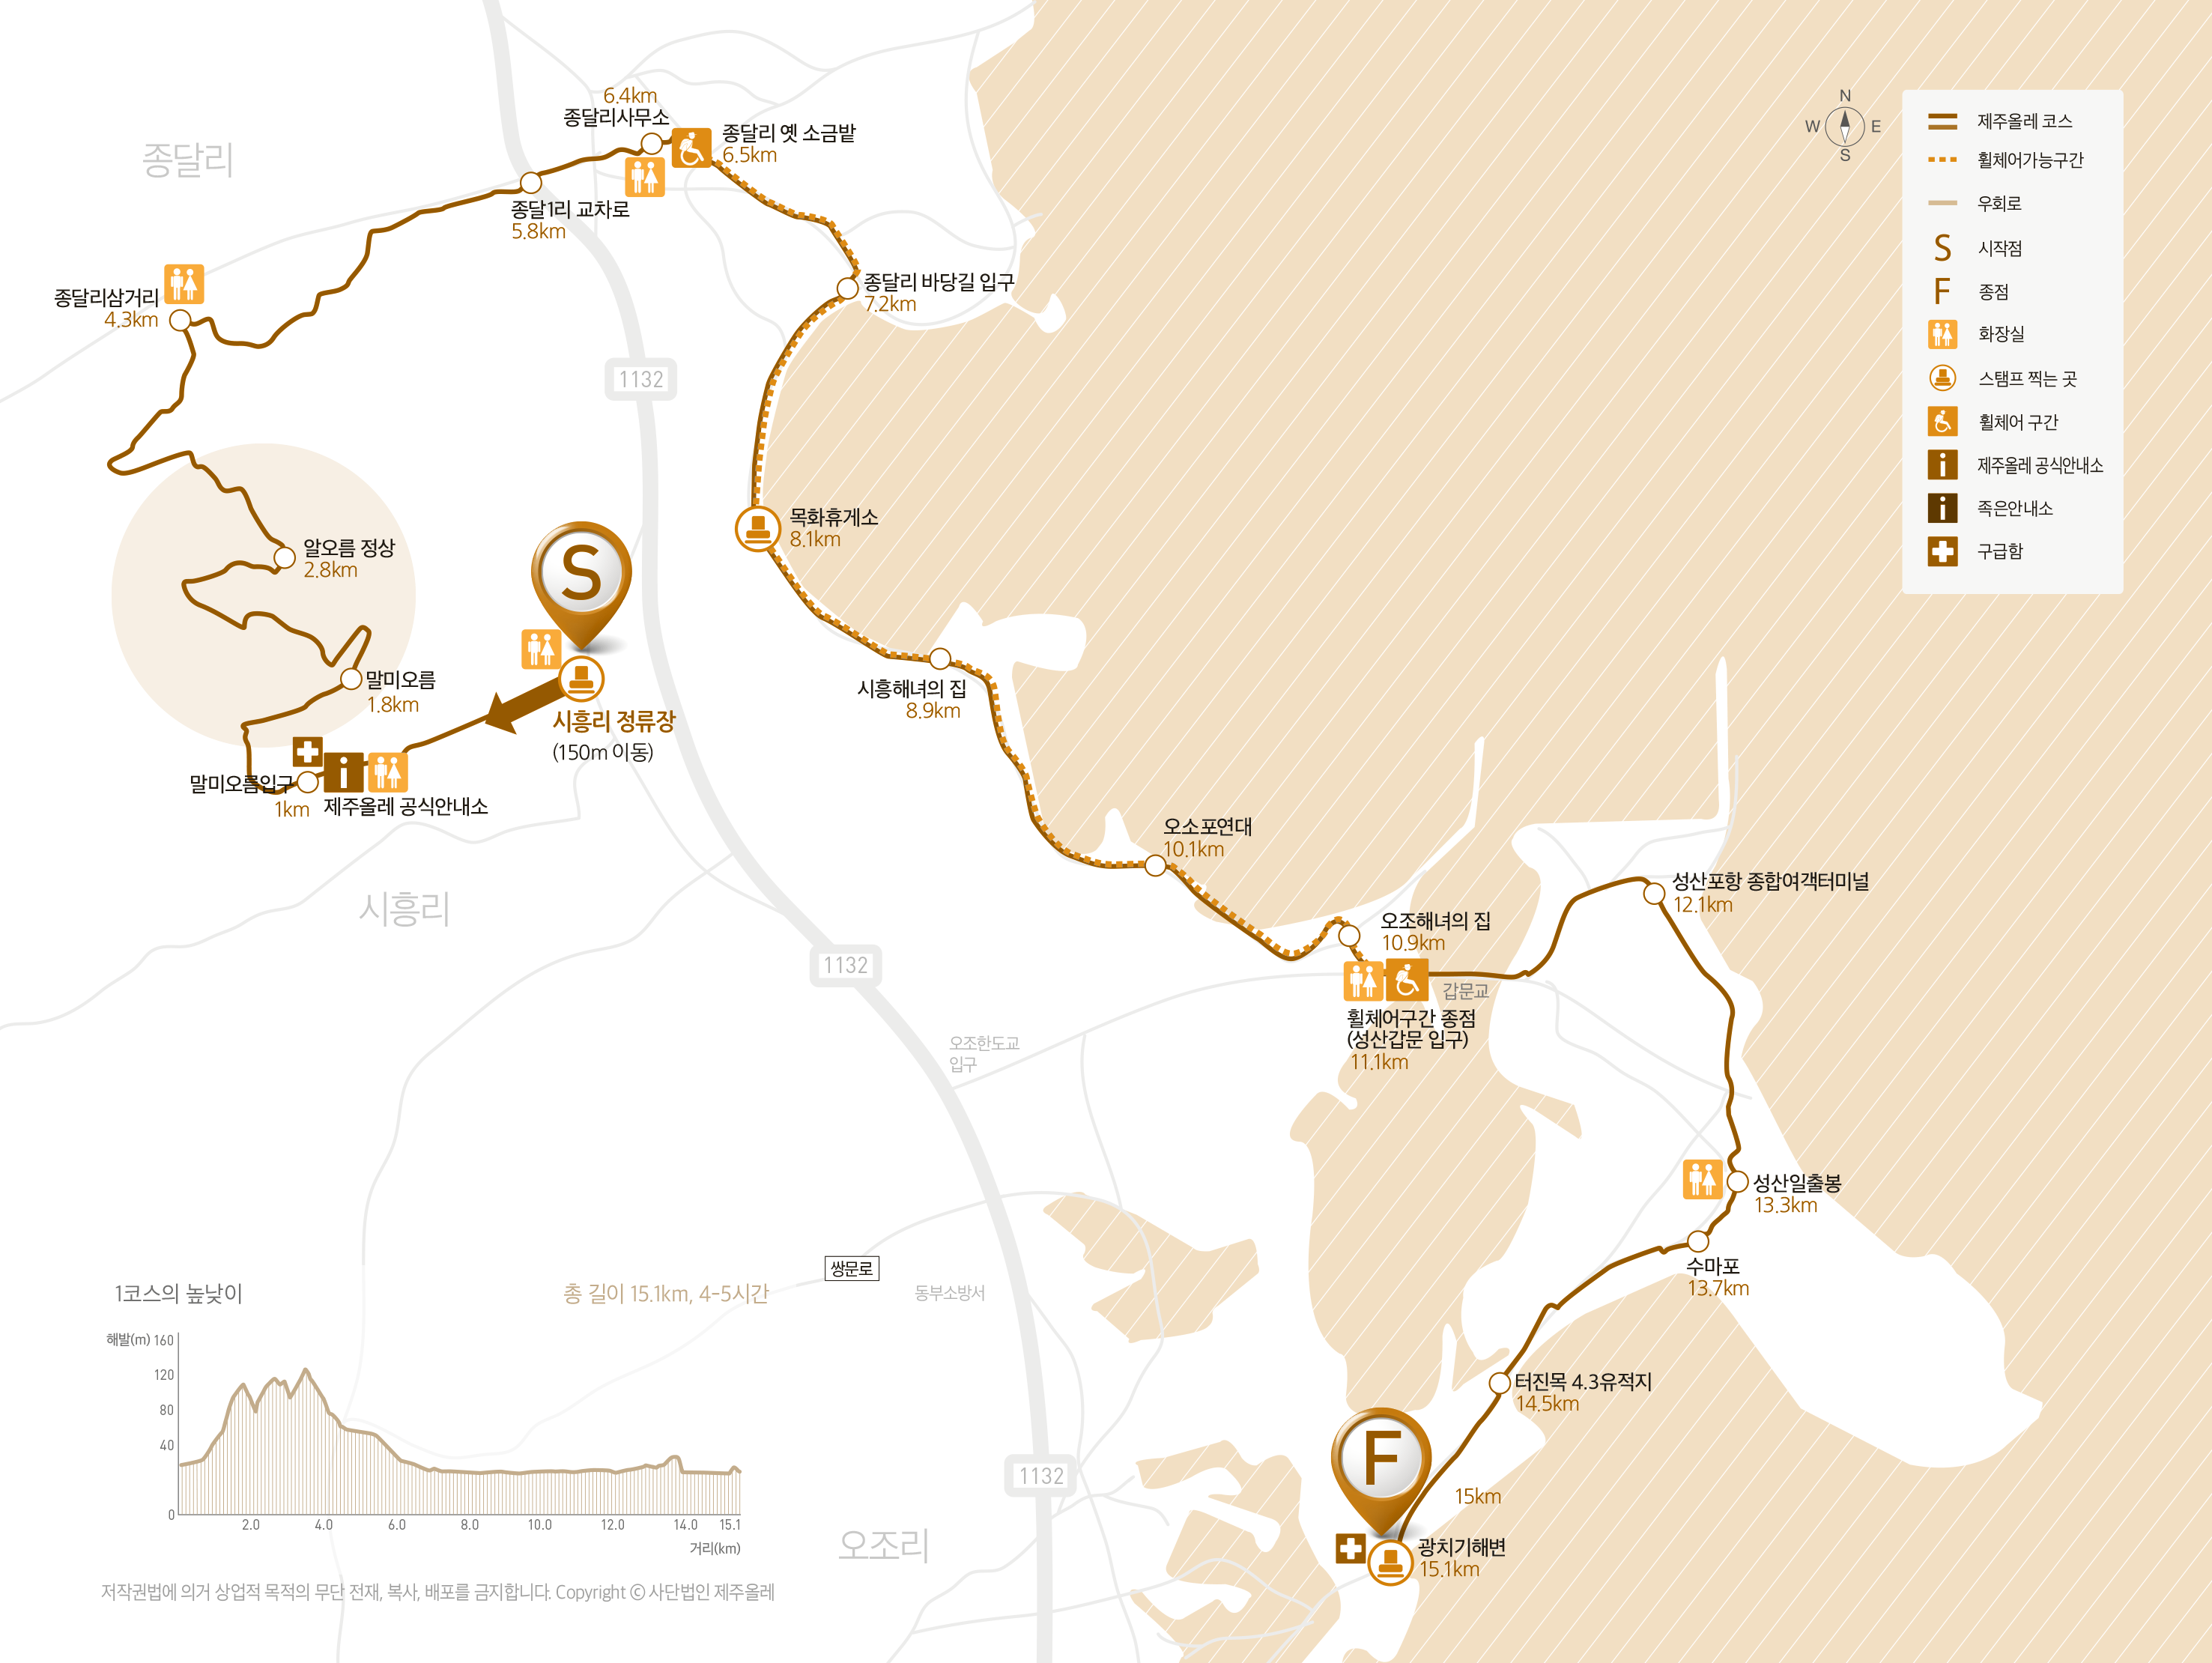 종달리
6.4km
종달리사무소
종달리 옛 소금밭
6.5km
종달1리 교차로
5.8km
종달리삼거리
4.3km
종달리 바당길 입구
7.2km
1132
목화휴게소
8.1km
알오름 정상
2.8km
S
말미오름
1.8km
시흥리 정류장
(150m 이동)
말미오름입구
1km
i
제주올레 공식안내소
시흥해녀의 집
8.9km
시흥리
오소포연대
10.1km
1132
오조해녀의 집
10.9km
갑문교
휠체어구간 종점
(성산갑문 입구)
11.1km
성산포항 종합여객터미널
12.1km
오조한도교
입구
성산일출봉
13.3km
수마포
13.7km
쌍문로
동부소방서
터진목 4.3유적지
14.5km
1132
오조리
F
15km
광치기해변
15.1km
N
W
E
S
제주올레 코스
휠체어가능구간
우회로
S 시작점
F 종점
화장실
스탬프 찍는 곳
휠체어 구간
i 제주올레 공식안내소
i 족은안내소
구급함
1코스의 높낮이
총 길이 15.1km, 4-5시간
해발(m) 160
120
80
40
0
2.0 4.0 6.0 8.0 10.0 12.0 14.0 15.1
거리(km)
저작권법에 의거 상업적 목적의 무단 전재, 복사, 배포를 금지합니다. Copyright © 사단법인 제주올레